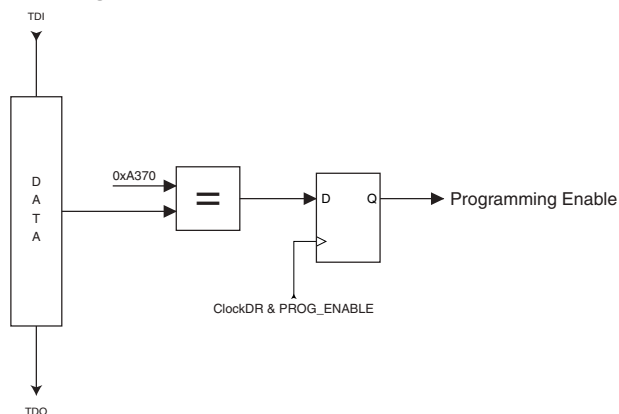 TDI
D
A
T
A
0xA370
=
D
Q
Programming Enable
ClockDR & PROG_ENABLE
TDO